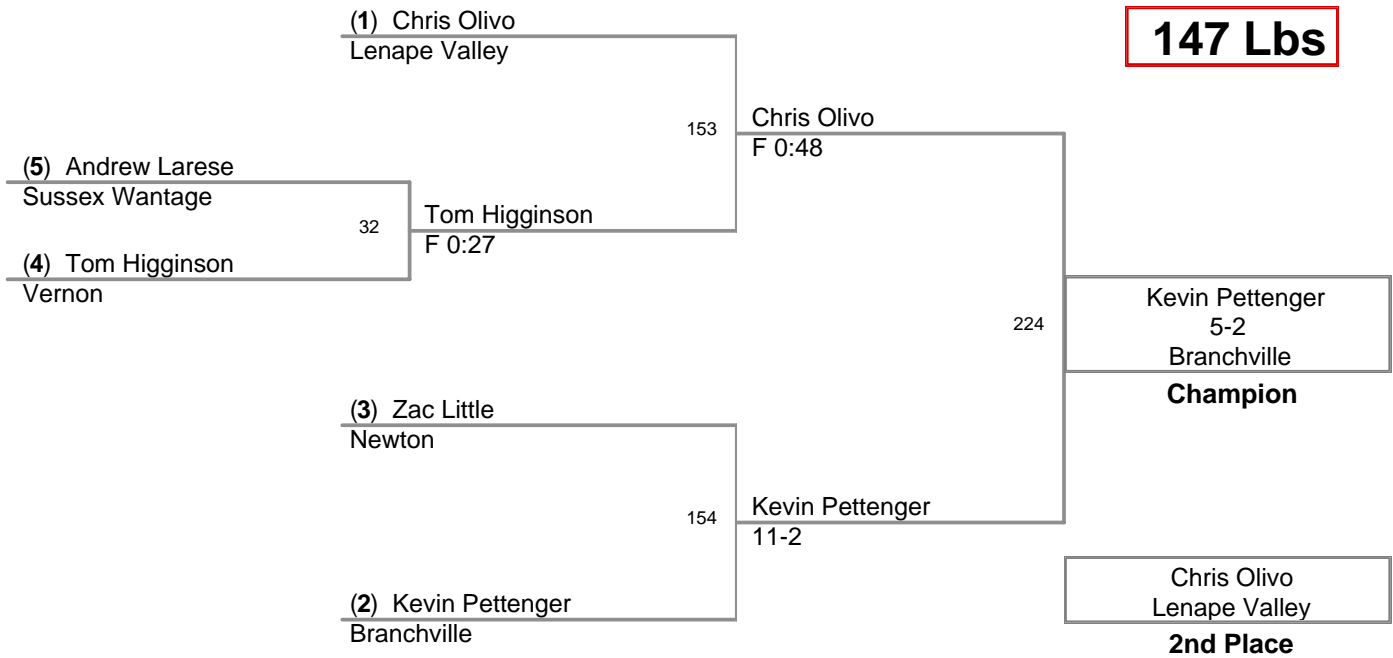 (1) Chris Olivo
Lenape Valley
147 Lbs
153
Chris Olivo
F 0:48
(5) Andrew Larese
Sussex Wantage
32
Tom Higginson
F 0:27
(4) Tom Higginson
Vernon
224
Kevin Pettenger
5-2
Branchville
Champion
(3) Zac Little
Newton
154
Kevin Pettenger
11-2
(2) Kevin Pettenger
Branchville
Chris Olivo
Lenape Valley
2nd Place